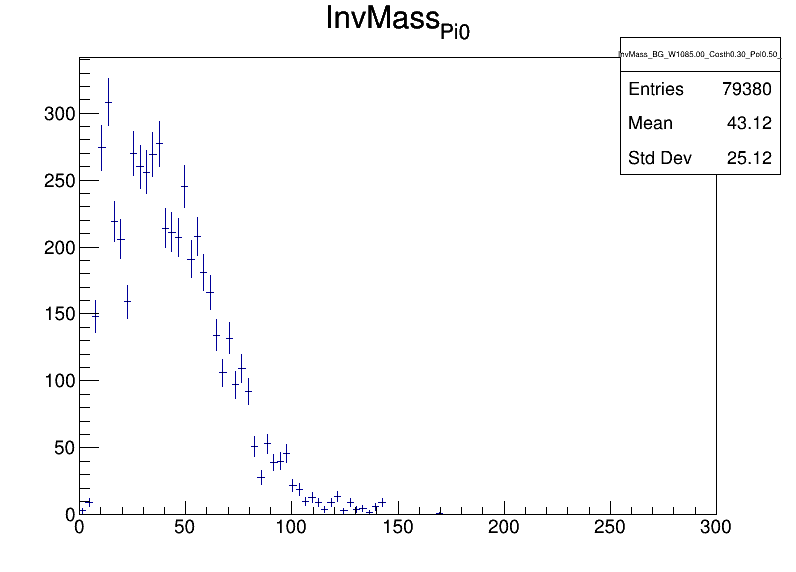 InvMass_Pi0
InvMass_BG_W1085.00_Costh0.30_Pol0.50_
Entries 79380
Mean 43.12
Std Dev 25.12
300
250
200
150
100
50
0
0 50 100 150 200 250 300